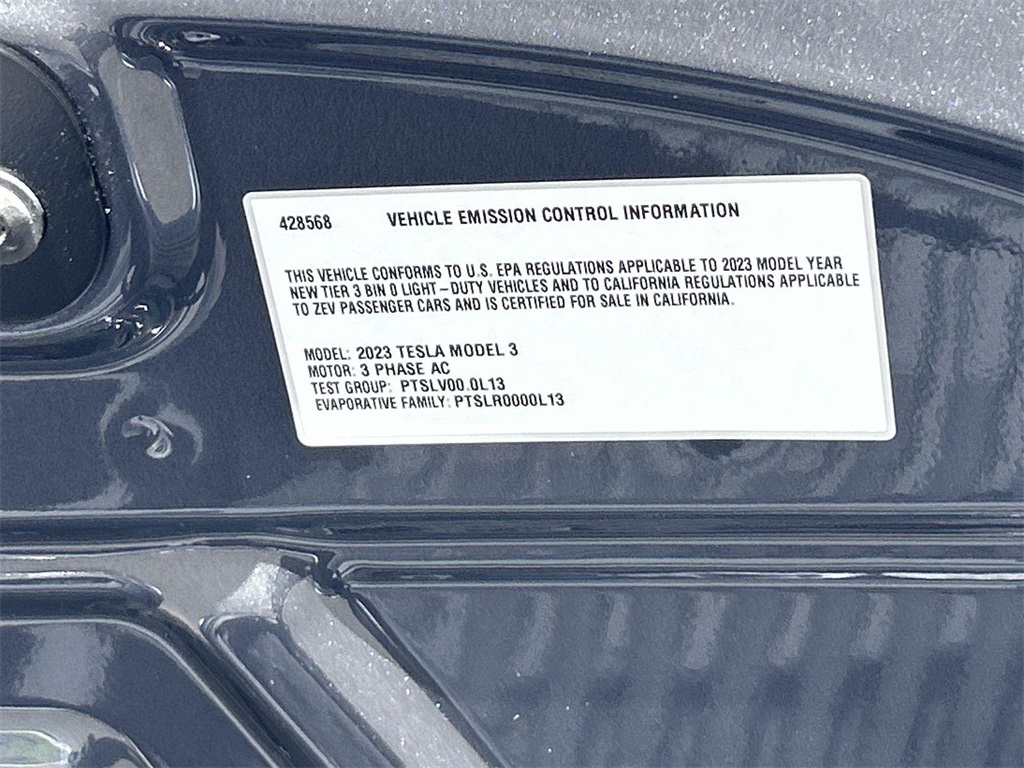 428568 VEHICLE EMISSION CONTROL INFORMATION
THIS VEHICLE CONFORMS TO U.S. EPA REGULATIONS APPLICABLE TO 2023 MODEL YEAR
NEW TIER 3 BIN 0 LIGHT-DUTY VEHICLES AND TO CALIFORNIA REGULATIONS APPLICABLE
TO ZEV PASSENGER CARS AND IS CERTIFIED FOR SALE IN CALIFORNIA.
MODEL: 2023 TESLA MODEL 3
MOTOR: 3 PHASE AC
TEST GROUP: PTSLV00.0L13
EVAPORATIVE FAMILY: PTSLR0000L13